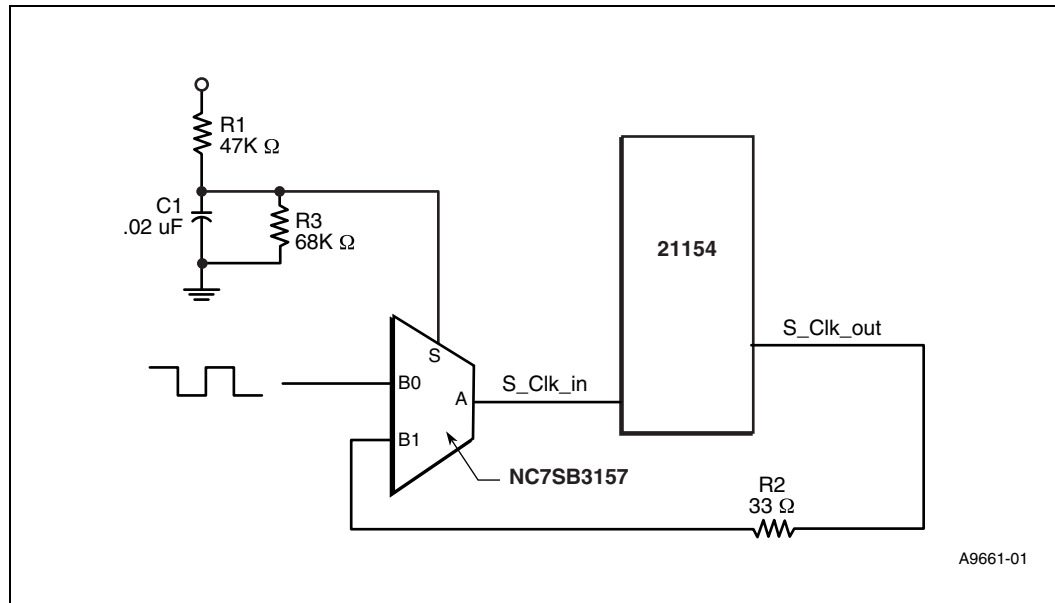 R1
47K Ω
C1
.02 uF
R3
68K Ω
21154
S_Clk_out
S
B0
A
S_Clk_in
B1
NC7SB3157
R2
33 Ω
A9661-01